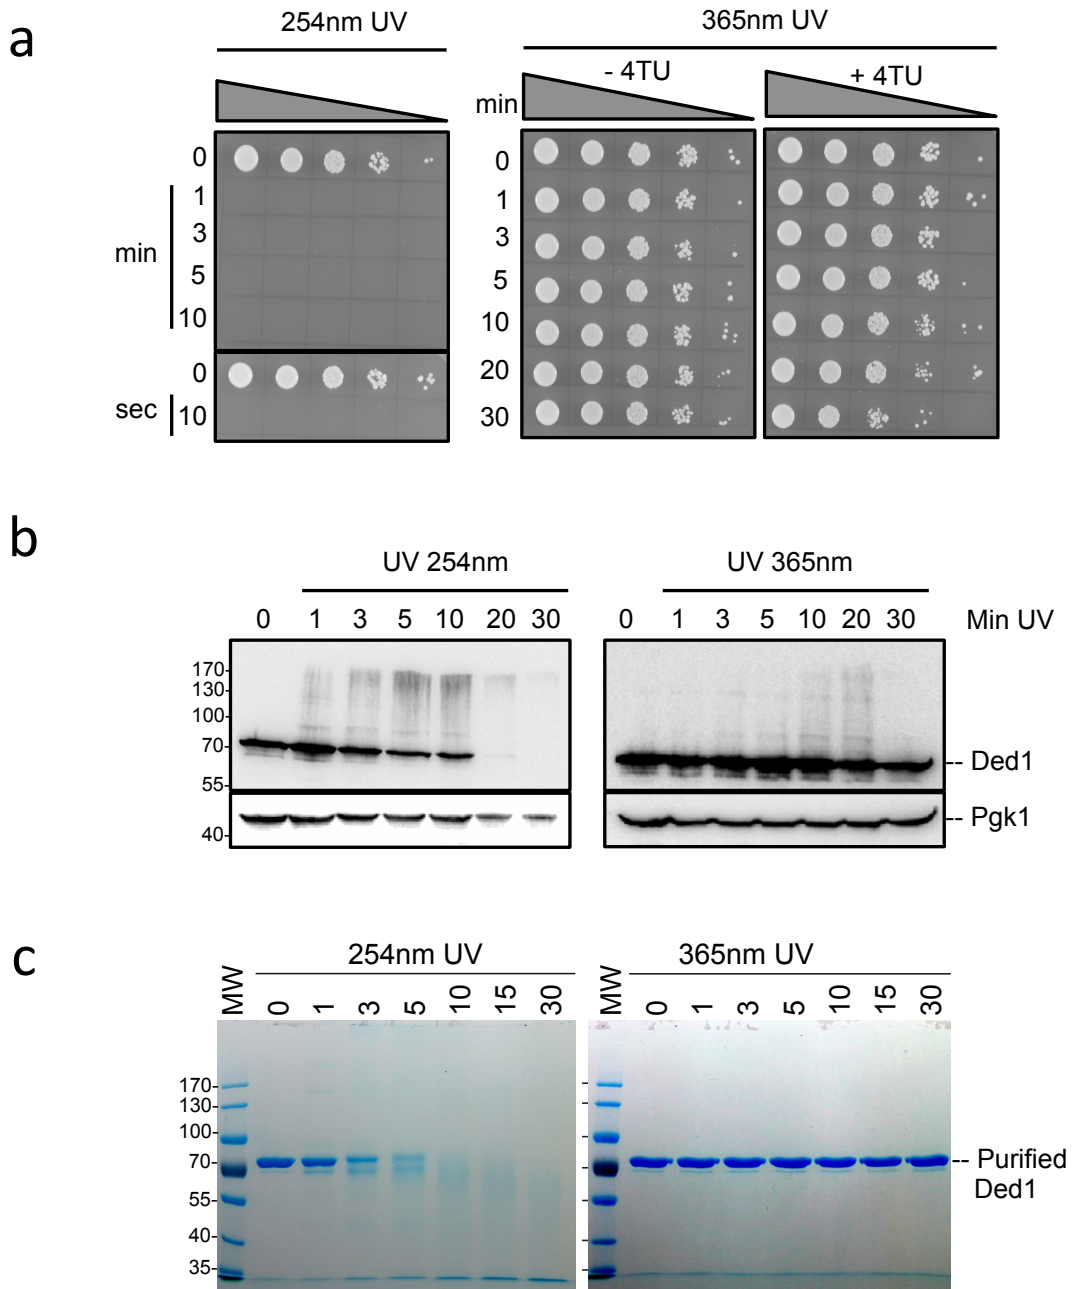 a
254nm UV
365nm UV
- 4TU
+ 4TU
min
0
1
3
5
10
min
0
10
sec
0
1
3
5
10
20
30
b
UV 254nm
UV 365nm
0 1 3 5 10 20 30
0 1 3 5 10 20 30
Min UV
170-
130-
100-
70-
55-
40-
-- Ded1
-- Pgk1
c
254nm UV
365nm UV
MW 0 1 3 5 10 15 30
MW 0 1 3 5 10 15 30
170-
130-
100-
70-
55-
40-
35-
-- Purified
Ded1